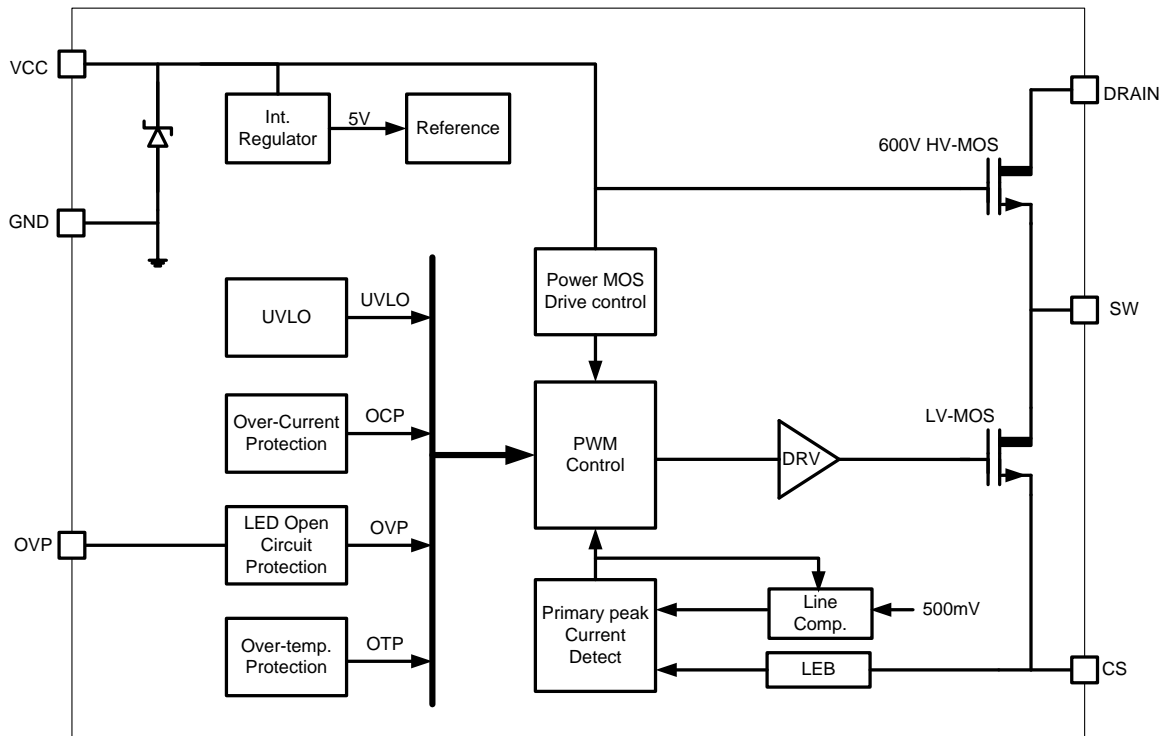 VCC
DRAIN
Int.
Regulator
5V
Reference
600V HV-MOS
GND
Power MOS
Drive control
UVLO
UVLO
SW
Over-Current
Protection
OCP
PWM
Control
DRV
LV-MOS
OVP
LED Open
Circuit
Protection
OVP
Primary peak
Current
Detect
Line
Comp.
500mV
Over-temp.
Protection
OTP
LEB
CS